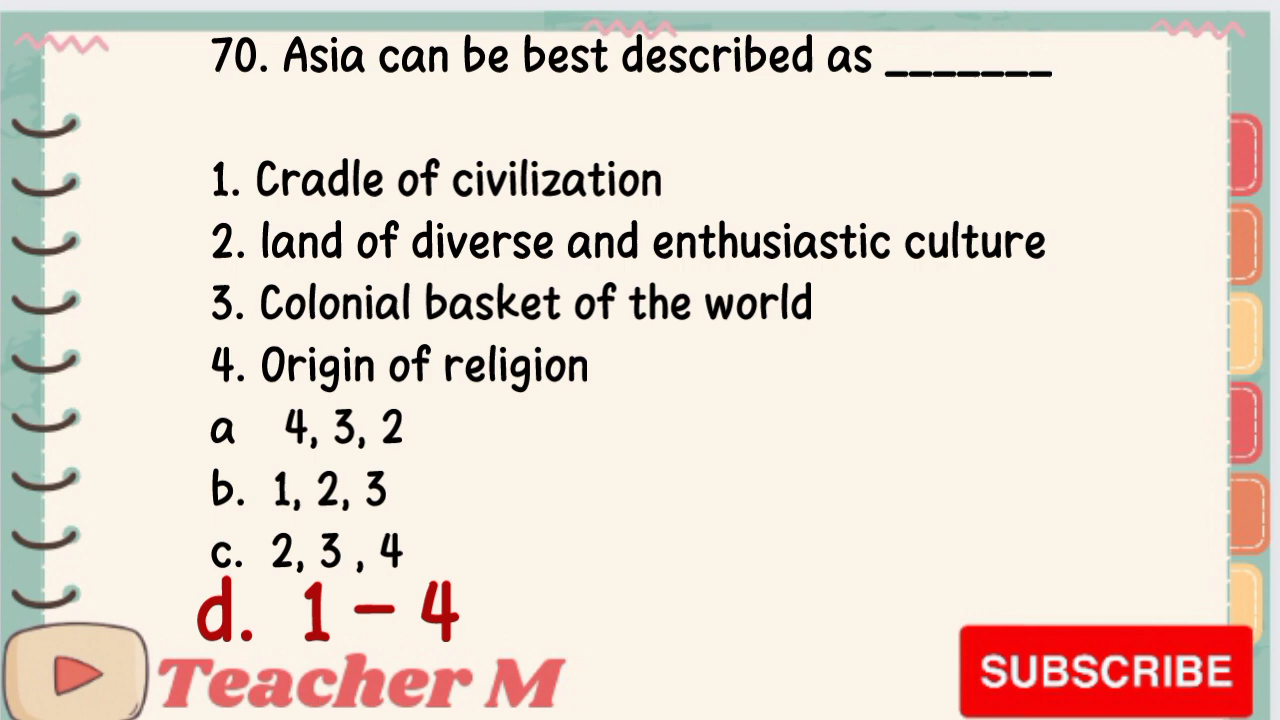 70. Asia can be best described as _______
1. Cradle of civilization
2. land of diverse and enthusiastic culture
3. Colonial basket of the world
4. Origin of religion
a 4, 3, 2
b. 1, 2, 3
c. 2, 3 , 4
d. 1 – 4
Teacher M
SUBSCRIBE